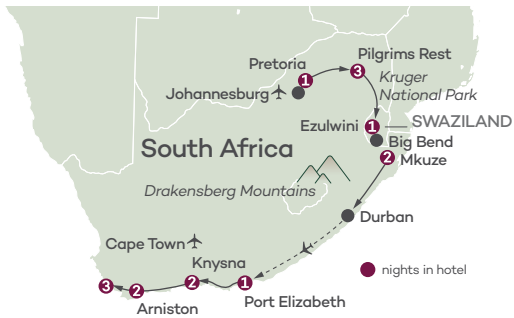 Pilgrims Rest
Pretoria
1
3
Kruger
National Park
Johannesburg
Ezulwini
1
SWAZILAND
Big Bend
2
Mkuze
South Africa
Drakensberg Mountains
Durban
Cape Town
Knysna
nights in hotel
3
2
2
1
Port Elizabeth
Arniston